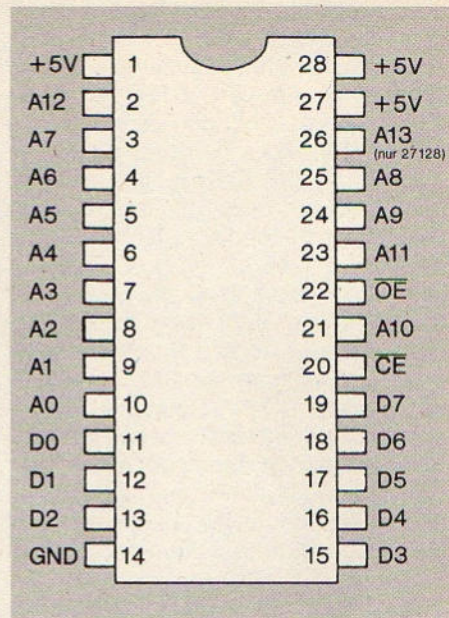 +5V 1 28 +5V
A12 2 27 +5V
A7 3 26 A13
(nur 27128)
A6 4 25 A8
A5 5 24 A9
A4 6 23 A11
A3 7 22 O̅E̅
A2 8 21 A10
A1 9 20 C̅E̅
A0 10 19 D7
D0 11 18 D6
D1 12 17 D5
D2 13 16 D4
GND 14 15 D3